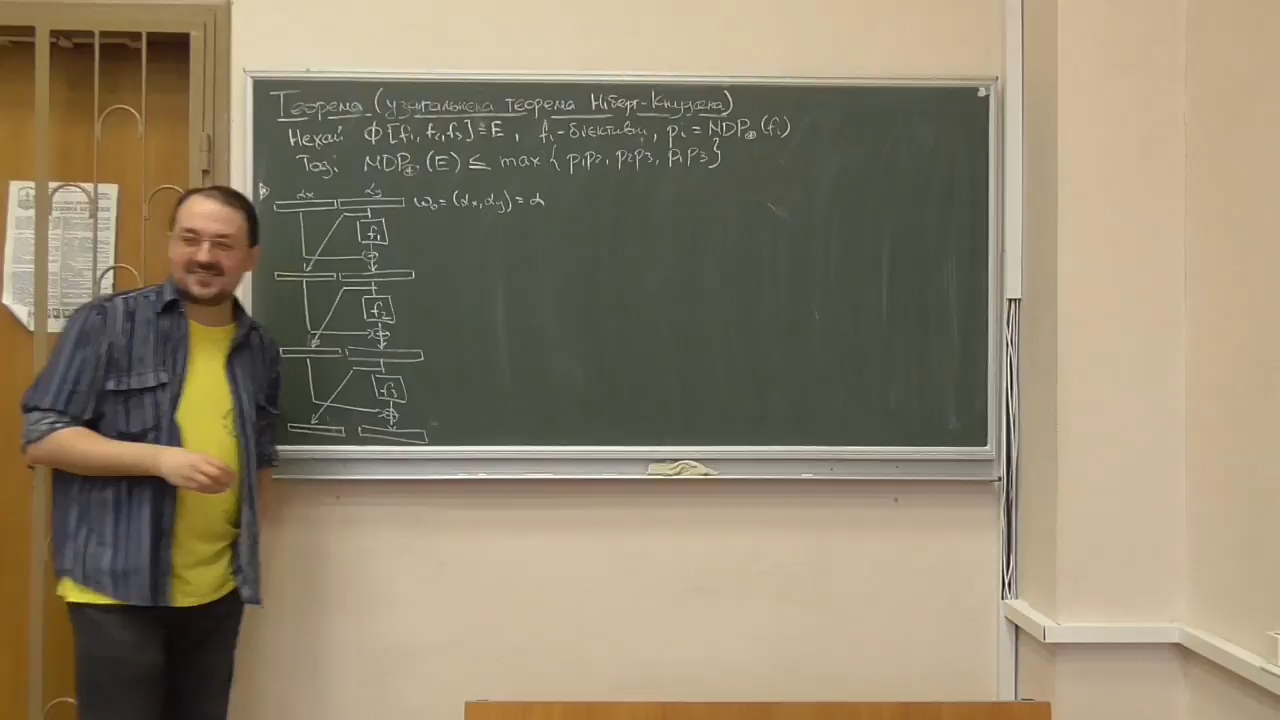 Теорема (узагальнена теорема Ніберг-Кнудсена)
Нехай Φ[f₁, f₂, f₃] = E, fᵢ - бієктивні, pᵢ = MDP⊕(fᵢ)
Тоді MDP⊕(E) ≤ max{p₁p₂, p₂p₃, p₁p₃}
αx αy ω₀ = (αx, αy) = α
f₁
f₂
f₃